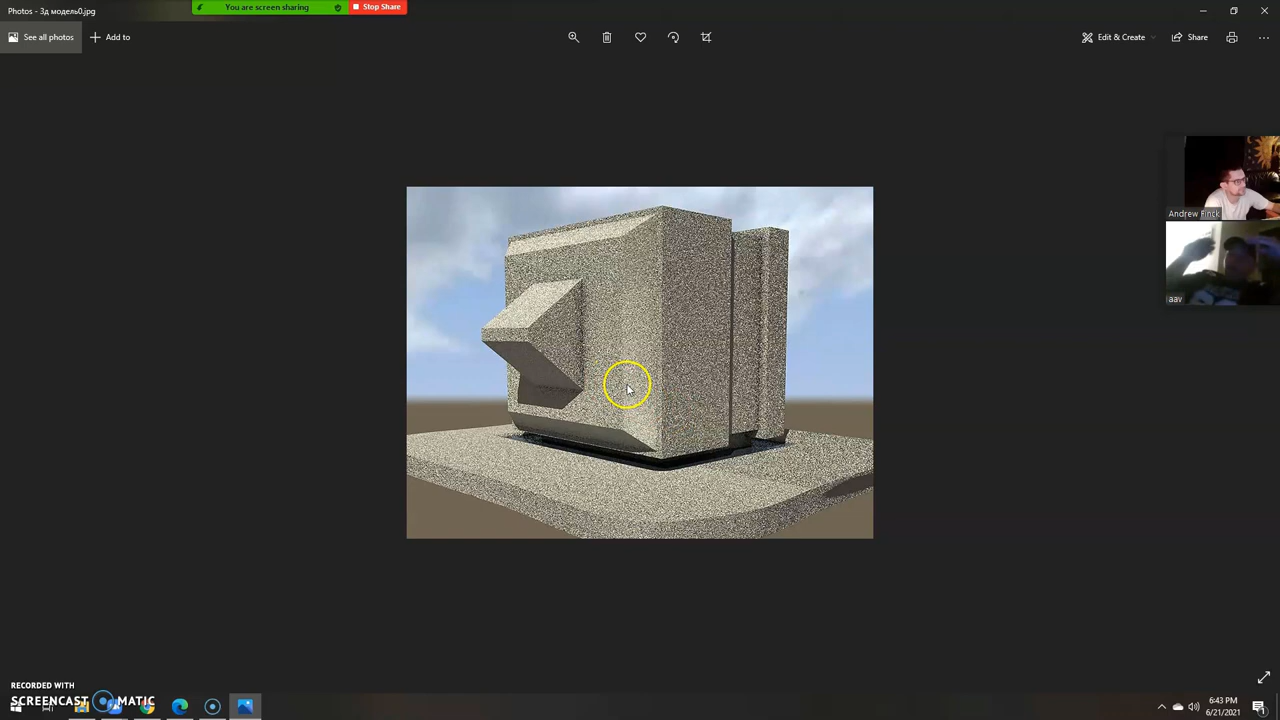 Photos - 3д модель0.jpg
You are screen sharing
Stop Share
See all photos
Add to
Edit & Create
Share
Andrew Finck
aav
RECORDED WITH
SCREENCAST MATIC
6:43 PM
6/21/2021
1